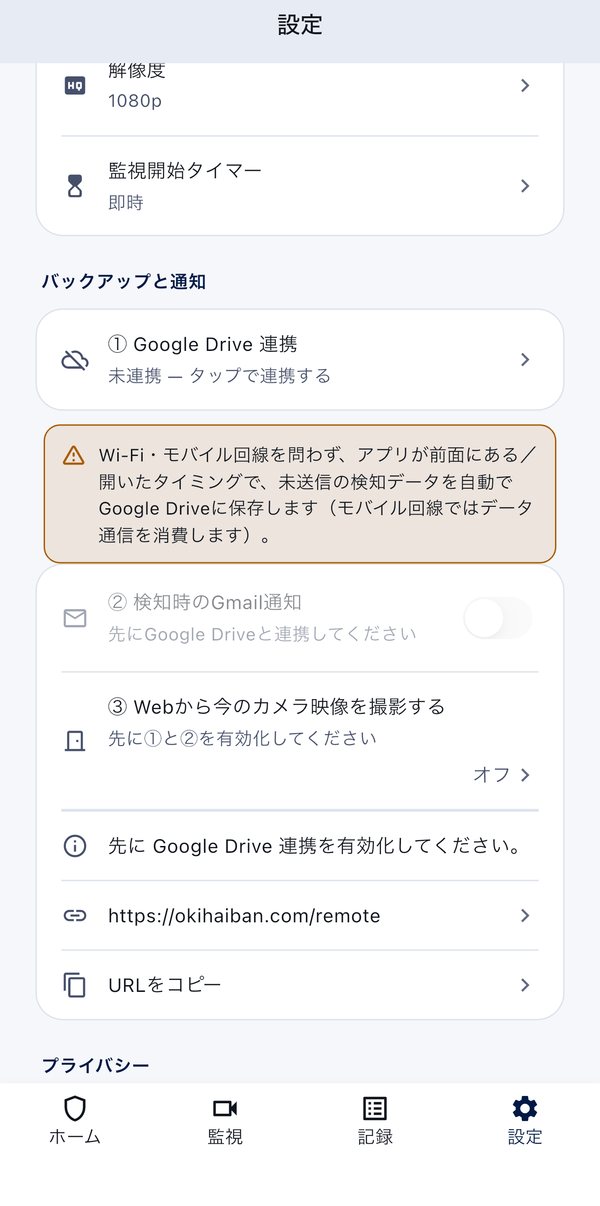 設定
解像度
HQ
1080p
監視開始タイマー
即時
バックアップと通知
① Google Drive 連携
未連携 — タップで連携する
Wi-Fi・モバイル回線を問わず、アプリが前面にある／
開いたタイミングで、未送信の検知データを自動で
Google Driveに保存します（モバイル回線ではデータ
通信を消費します）。
② 検知時のGmail通知
先にGoogle Driveと連携してください
③ Webから今のカメラ映像を撮影する
先に①と②を有効化してください
オフ
先に Google Drive 連携を有効化してください。
https://okihaiban.com/remote
URLをコピー
プライバシー
ホーム
監視
記録
設定